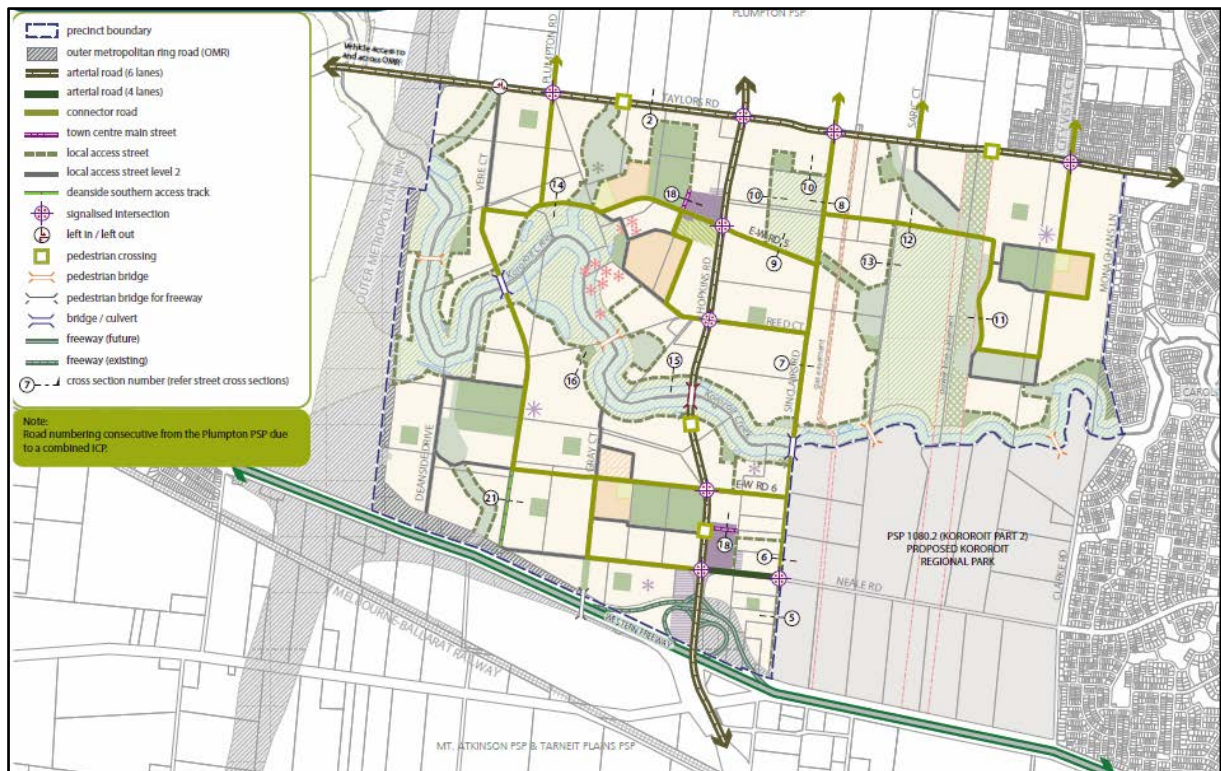 PLUMPTON PSP
precinct boundary
outer metropolitan ring road (OMR)
arterial road (6 lanes)
arterial road (4 lanes)
connector road
town centre main street
local access street
local access street level 2
deanside southern access track
signalised intersection
left in / left out
pedestrian crossing
pedestrian bridge
pedestrian bridge for freeway
bridge / culvert
freeway (future)
freeway (existing)
7
cross section number (refer street cross sections)
Note:
Road numbering consecutive from the Plumpton PSP due
to a combined ICP.
Vehicle access to
and across OMR
PLUMPTON RD
TAYLORS RD
SARIC CT
CITY VISTA CT
2
VERE CT
14
18
10
10
8
12
OUTER METROPOLITAN RING
HOPKINS RD
E-W RD 5
9
13
MONAGHANS LN
REED CT
11
7
15
16
SINCLAIRS RD
gas easement
DEANSIDE DRIVE
GRAY CT
E-W RD 6
21
18
6
5
NEALE RD
PSP 1080.2 (KOROROIT PART 2)
PROPOSED KOROROIT
REGIONAL PARK
CLARKE RD
MELBOURNE-BALLARAT RAILWAY
WESTERN FREEWAY
MT. ATKINSON PSP & TARNEIT PLAINS PSP